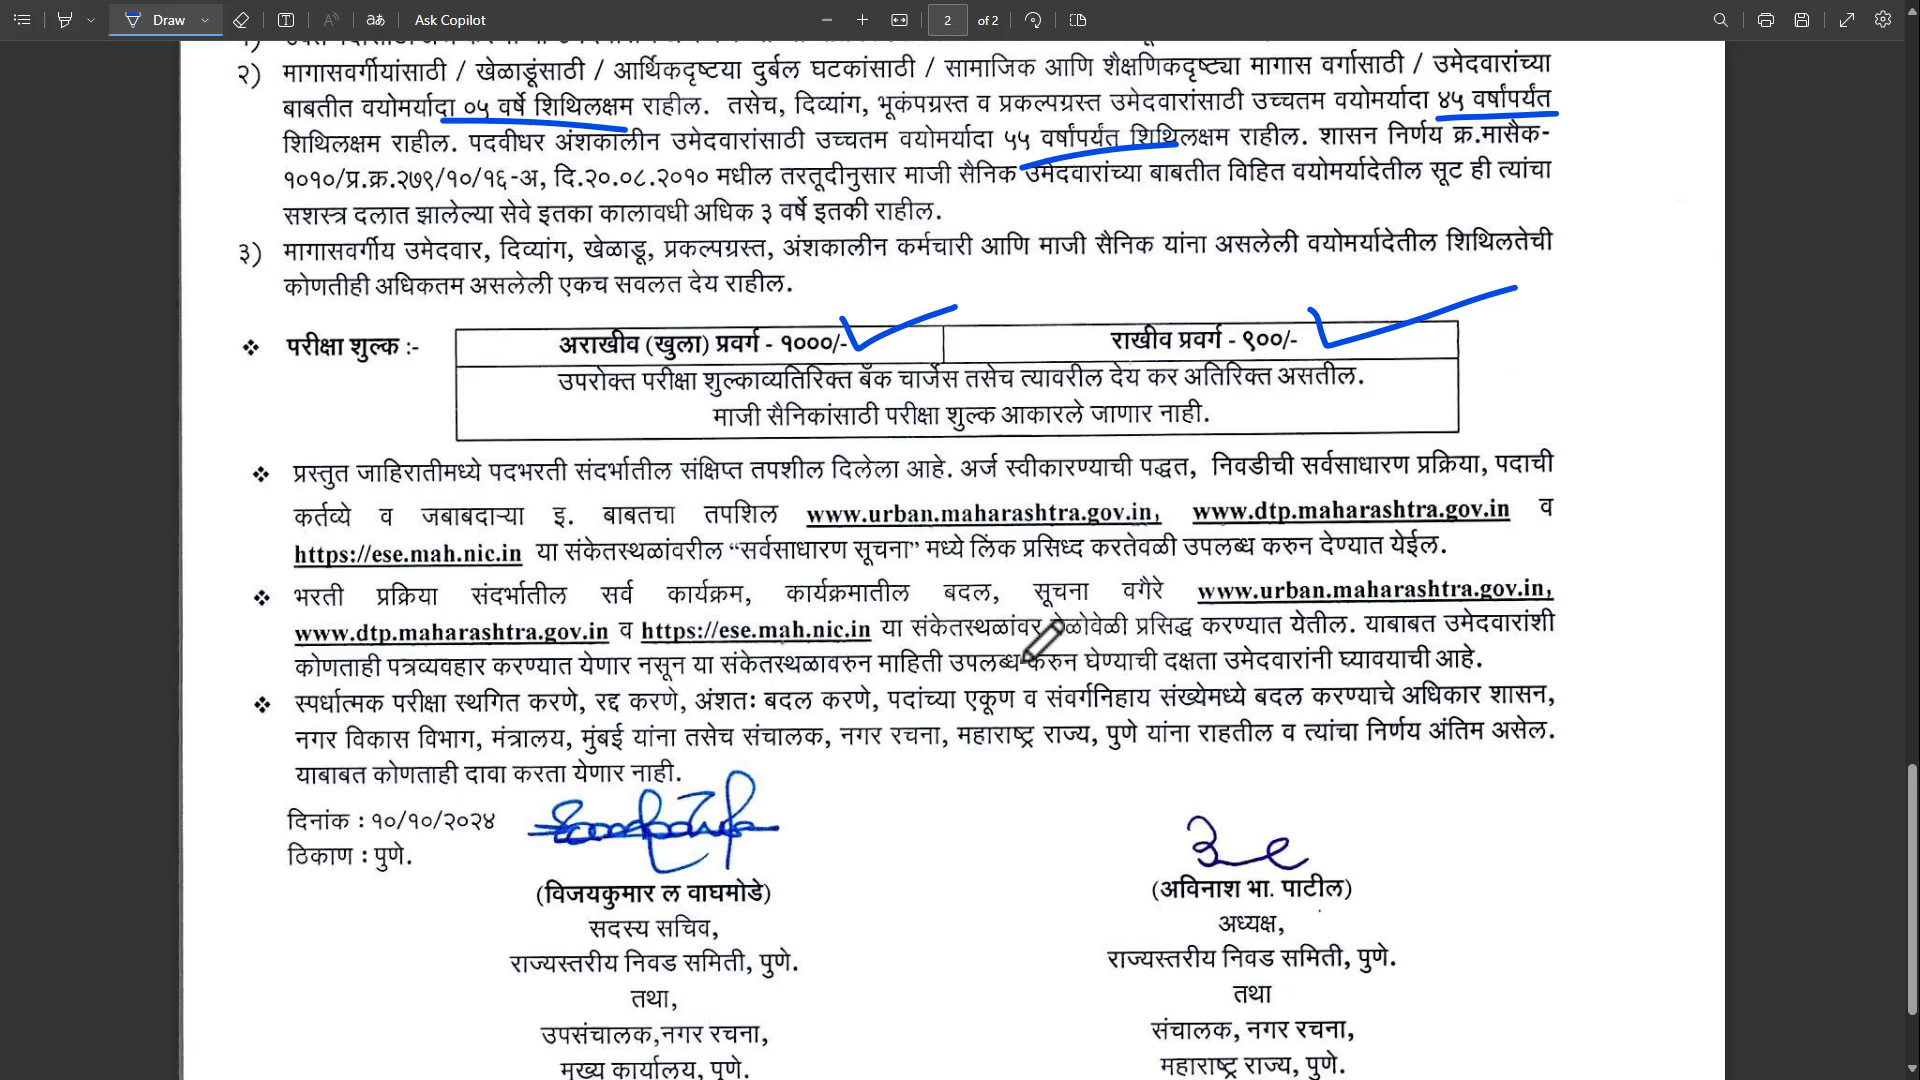 Draw
Ask Copilot
2 of 2
२) मागासवर्गीयांसाठी / खेळाडूंसाठी / आर्थिकदृष्टया दुर्बल घटकांसाठी / सामाजिक आणि शैक्षणिकदृष्ट्या मागास वर्गासाठी / उमेदवारांच्या
बाबतीत वयोमर्यादा ०५ वर्षे शिथिलक्षम राहील. तसेच, दिव्यांग, भूकंपग्रस्त व प्रकल्पग्रस्त उमेदवारांसाठी उच्चतम वयोमर्यादा ४५ वर्षांपर्यंत
शिथिलक्षम राहील. पदवीधर अंशकालीन उमेदवारांसाठी उच्चतम वयोमर्यादा ५५ वर्षांपर्यंत शिथिलक्षम राहील. शासन निर्णय क्र.मासैक-
१०१०/प्र.क्र.२७९/१०/१६-अ, दि.२०.०८.२०१० मधील तरतूदीनुसार माजी सैनिक उमेदवारांच्या बाबतीत विहित वयोमर्यादेतील सूट ही त्यांचा
सशस्त्र दलात झालेल्या सेवे इतका कालावधी अधिक ३ वर्षे इतकी राहील.
३) मागासवर्गीय उमेदवार, दिव्यांग, खेळाडू, प्रकल्पग्रस्त, अंशकालीन कर्मचारी आणि माजी सैनिक यांना असलेली वयोमर्यादेतील शिथिलतेची
कोणतीही अधिकतम असलेली एकच सवलत देय राहील.
❖ परीक्षा शुल्क :- अराखीव (खुला) प्रवर्ग - १०००/- राखीव प्रवर्ग - ९००/-
उपरोक्त परीक्षा शुल्काव्यतिरिक्त बँक चार्जेस तसेच त्यावरील देय कर अतिरिक्त असतील.
माजी सैनिकांसाठी परीक्षा शुल्क आकारले जाणार नाही.
❖ प्रस्तुत जाहिरातीमध्ये पदभरती संदर्भातील संक्षिप्त तपशील दिलेला आहे. अर्ज स्वीकारण्याची पद्धत, निवडीची सर्वसाधारण प्रक्रिया, पदाची
कर्तव्ये व जबाबदाऱ्या इ. बाबतचा तपशिल www.urban.maharashtra.gov.in, www.dtp.maharashtra.gov.in व
https://ese.mah.nic.in या संकेतस्थळांवरील “सर्वसाधारण सूचना” मध्ये लिंक प्रसिध्द करतेवळी उपलब्ध करुन देण्यात येईल.
❖ भरती प्रक्रिया संदर्भातील सर्व कार्यक्रम, कार्यक्रमातील बदल, सूचना वगैरे www.urban.maharashtra.gov.in,
www.dtp.maharashtra.gov.in व https://ese.mah.nic.in या संकेतस्थळांवर वेळोवेळी प्रसिद्ध करण्यात येतील. याबाबत उमेदवारांशी
कोणताही पत्रव्यवहार करण्यात येणार नसून या संकेतस्थळावरुन माहिती उपलब्ध करुन घेण्याची दक्षता उमेदवारांनी घ्यावयाची आहे.
❖ स्पर्धात्मक परीक्षा स्थगित करणे, रद्द करणे, अंशतः बदल करणे, पदांच्या एकूण व संवर्गनिहाय संख्येमध्ये बदल करण्याचे अधिकार शासन,
नगर विकास विभाग, मंत्रालय, मुंबई यांना तसेच संचालक, नगर रचना, महाराष्ट्र राज्य, पुणे यांना राहतील व त्यांचा निर्णय अंतिम असेल.
याबाबत कोणताही दावा करता येणार नाही.
दिनांक : १०/१०/२०२४
ठिकाण : पुणे.
(विजयकुमार ल वाघमोडे)
सदस्य सचिव,
राज्यस्तरीय निवड समिती, पुणे.
तथा,
उपसंचालक,नगर रचना,
मुख्य कार्यालय, पुणे.
(अविनाश भा. पाटील)
अध्यक्ष,
राज्यस्तरीय निवड समिती, पुणे.
तथा
संचालक, नगर रचना,
महाराष्ट्र राज्य, पुणे.